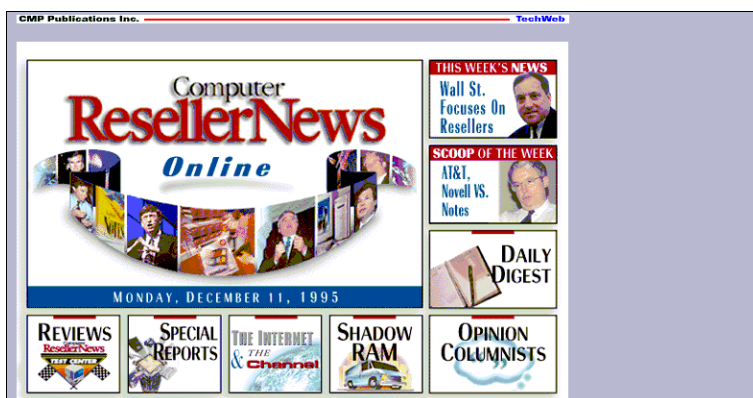 CMP Publications Inc.
TechWeb
Computer
ResellerNews
Online
MONDAY, DECEMBER 11, 1995
THIS WEEK'S NEWS
Wall St.
Focuses On
Resellers
SCOOP OF THE WEEK
AT&T,
Novell VS.
Notes
DAILY
DIGEST
REVIEWS
Computer
ResellerNews
TEST CENTER
SPECIAL
REPORTS
THE INTERNET
& THE
Channel
SHADOW
RAM
OPINION
COLUMNISTS